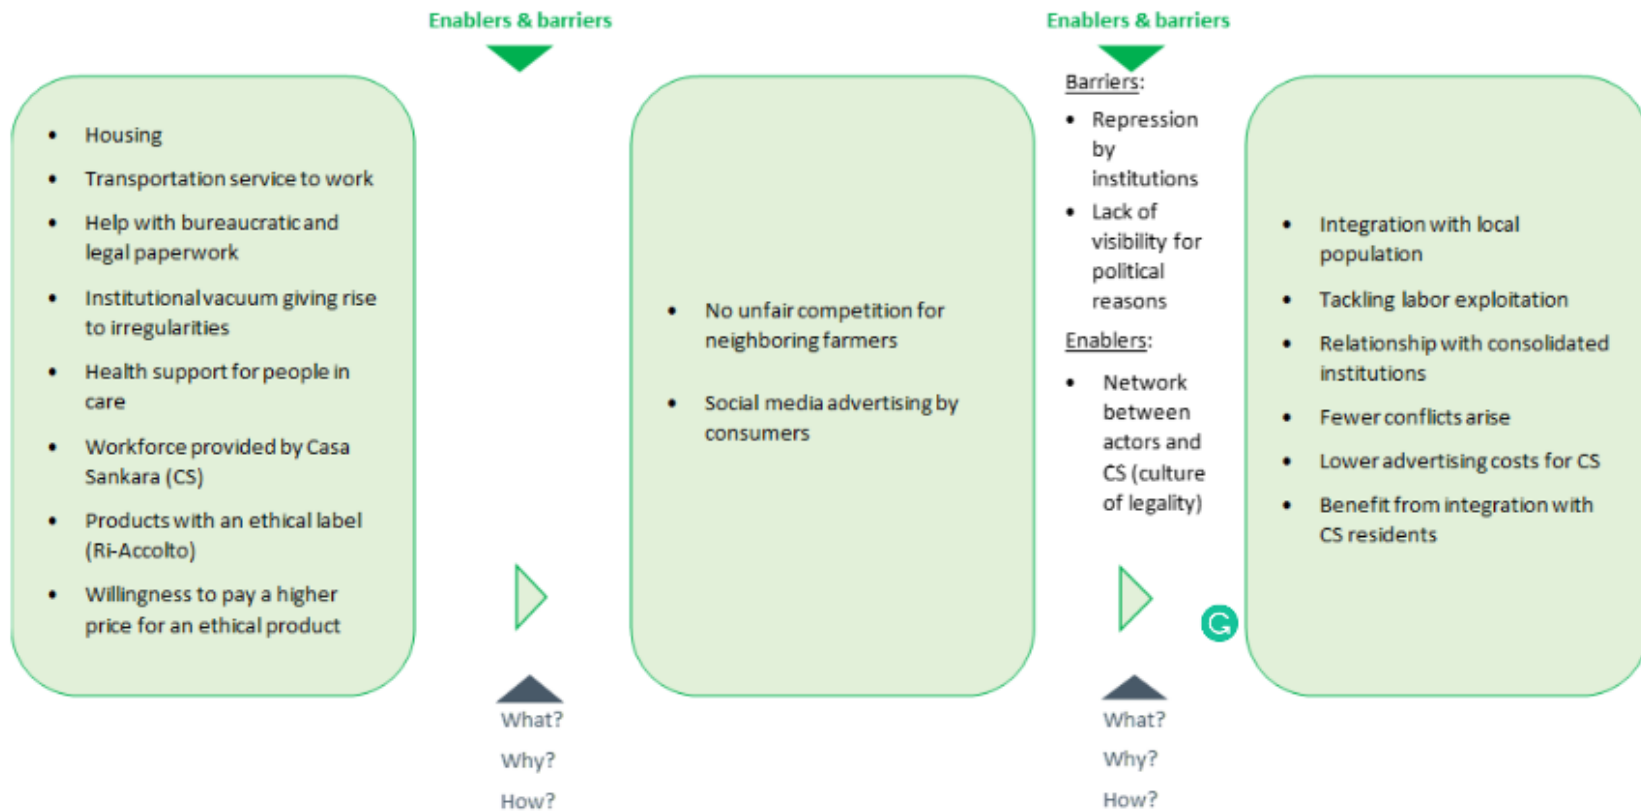 Enablers & barriers
Enablers & barriers
• Housing
• Transportation service to work
• Help with bureaucratic and
legal paperwork
• Institutional vacuum giving rise
to irregularities
• Health support for people in
care
• Workforce provided by Casa
Sankara (CS)
• Products with an ethical label
(Ri-Accolto)
• Willingness to pay a higher
price for an ethical product
What?
Why?
How?
• No unfair competition for
neighboring farmers
• Social media advertising by
consumers
Barriers:
• Repression
by
institutions
• Lack of
visibility for
political
reasons
Enablers:
• Network
between
actors and
CS (culture
of legality)
What?
Why?
How?
• Integration with local
population
• Tackling labor exploitation
• Relationship with consolidated
institutions
• Fewer conflicts arise
• Lower advertising costs for CS
• Benefit from integration with
CS residents